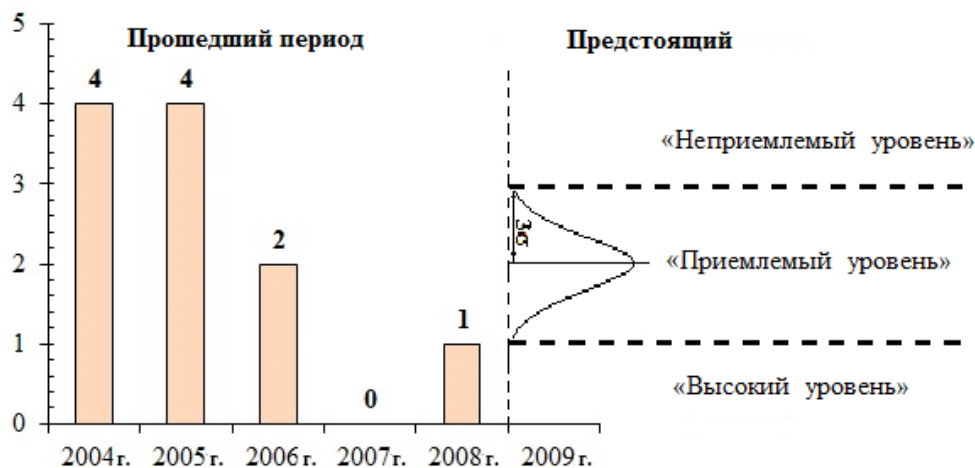 5
Прошедший период
Предстоящий
4
4
4
«Неприемлемый уровень»
3
3σ
2
2
«Приемлемый уровень»
1
1
0
«Высокий уровень»
0
2004 г.
2005 г.
2006 г.
2007 г.
2008 г.
2009 г.